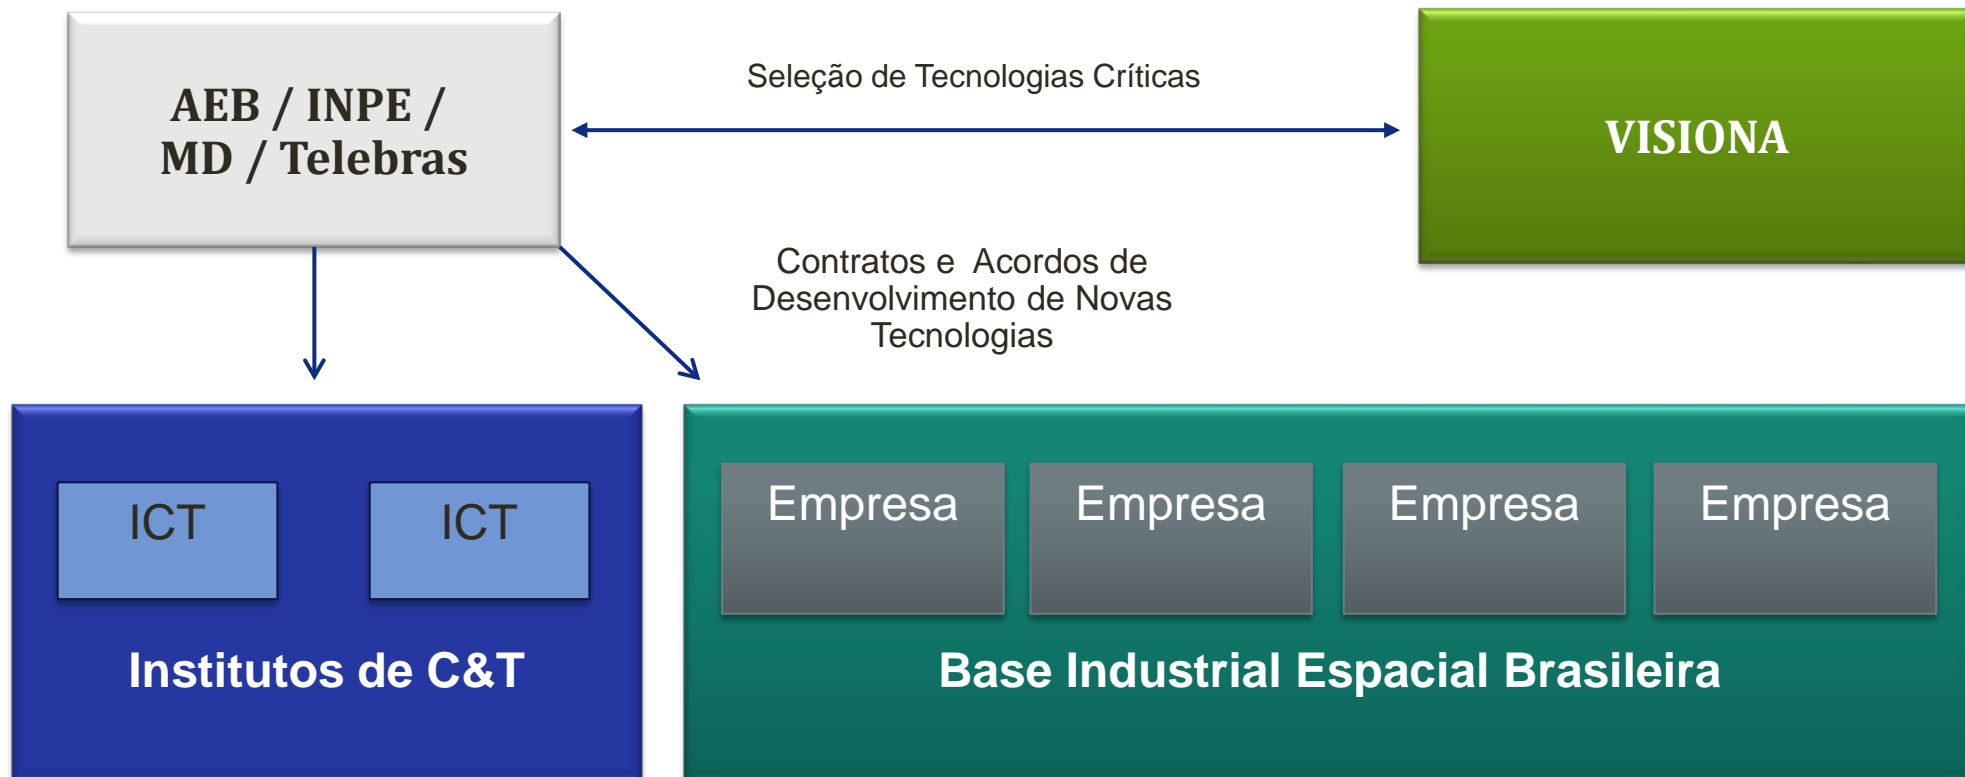 AEB / INPE /
MD / Telebras
Seleção de Tecnologias Críticas
VISIONA
Contratos e Acordos de
Desenvolvimento de Novas
Tecnologias
ICT
ICT
Institutos de C&T
Empresa
Empresa
Empresa
Empresa
Base Industrial Espacial Brasileira